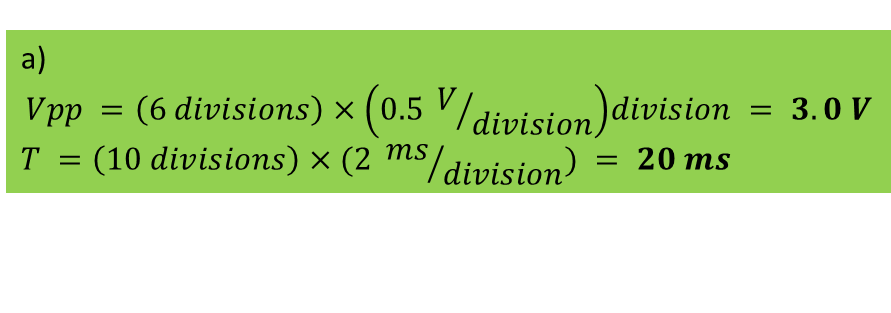 a)
Vpp = (6 divisions) × (0.5 V/division)division = 3.0 V
T = (10 divisions) × (2 ms/division) = 20 ms